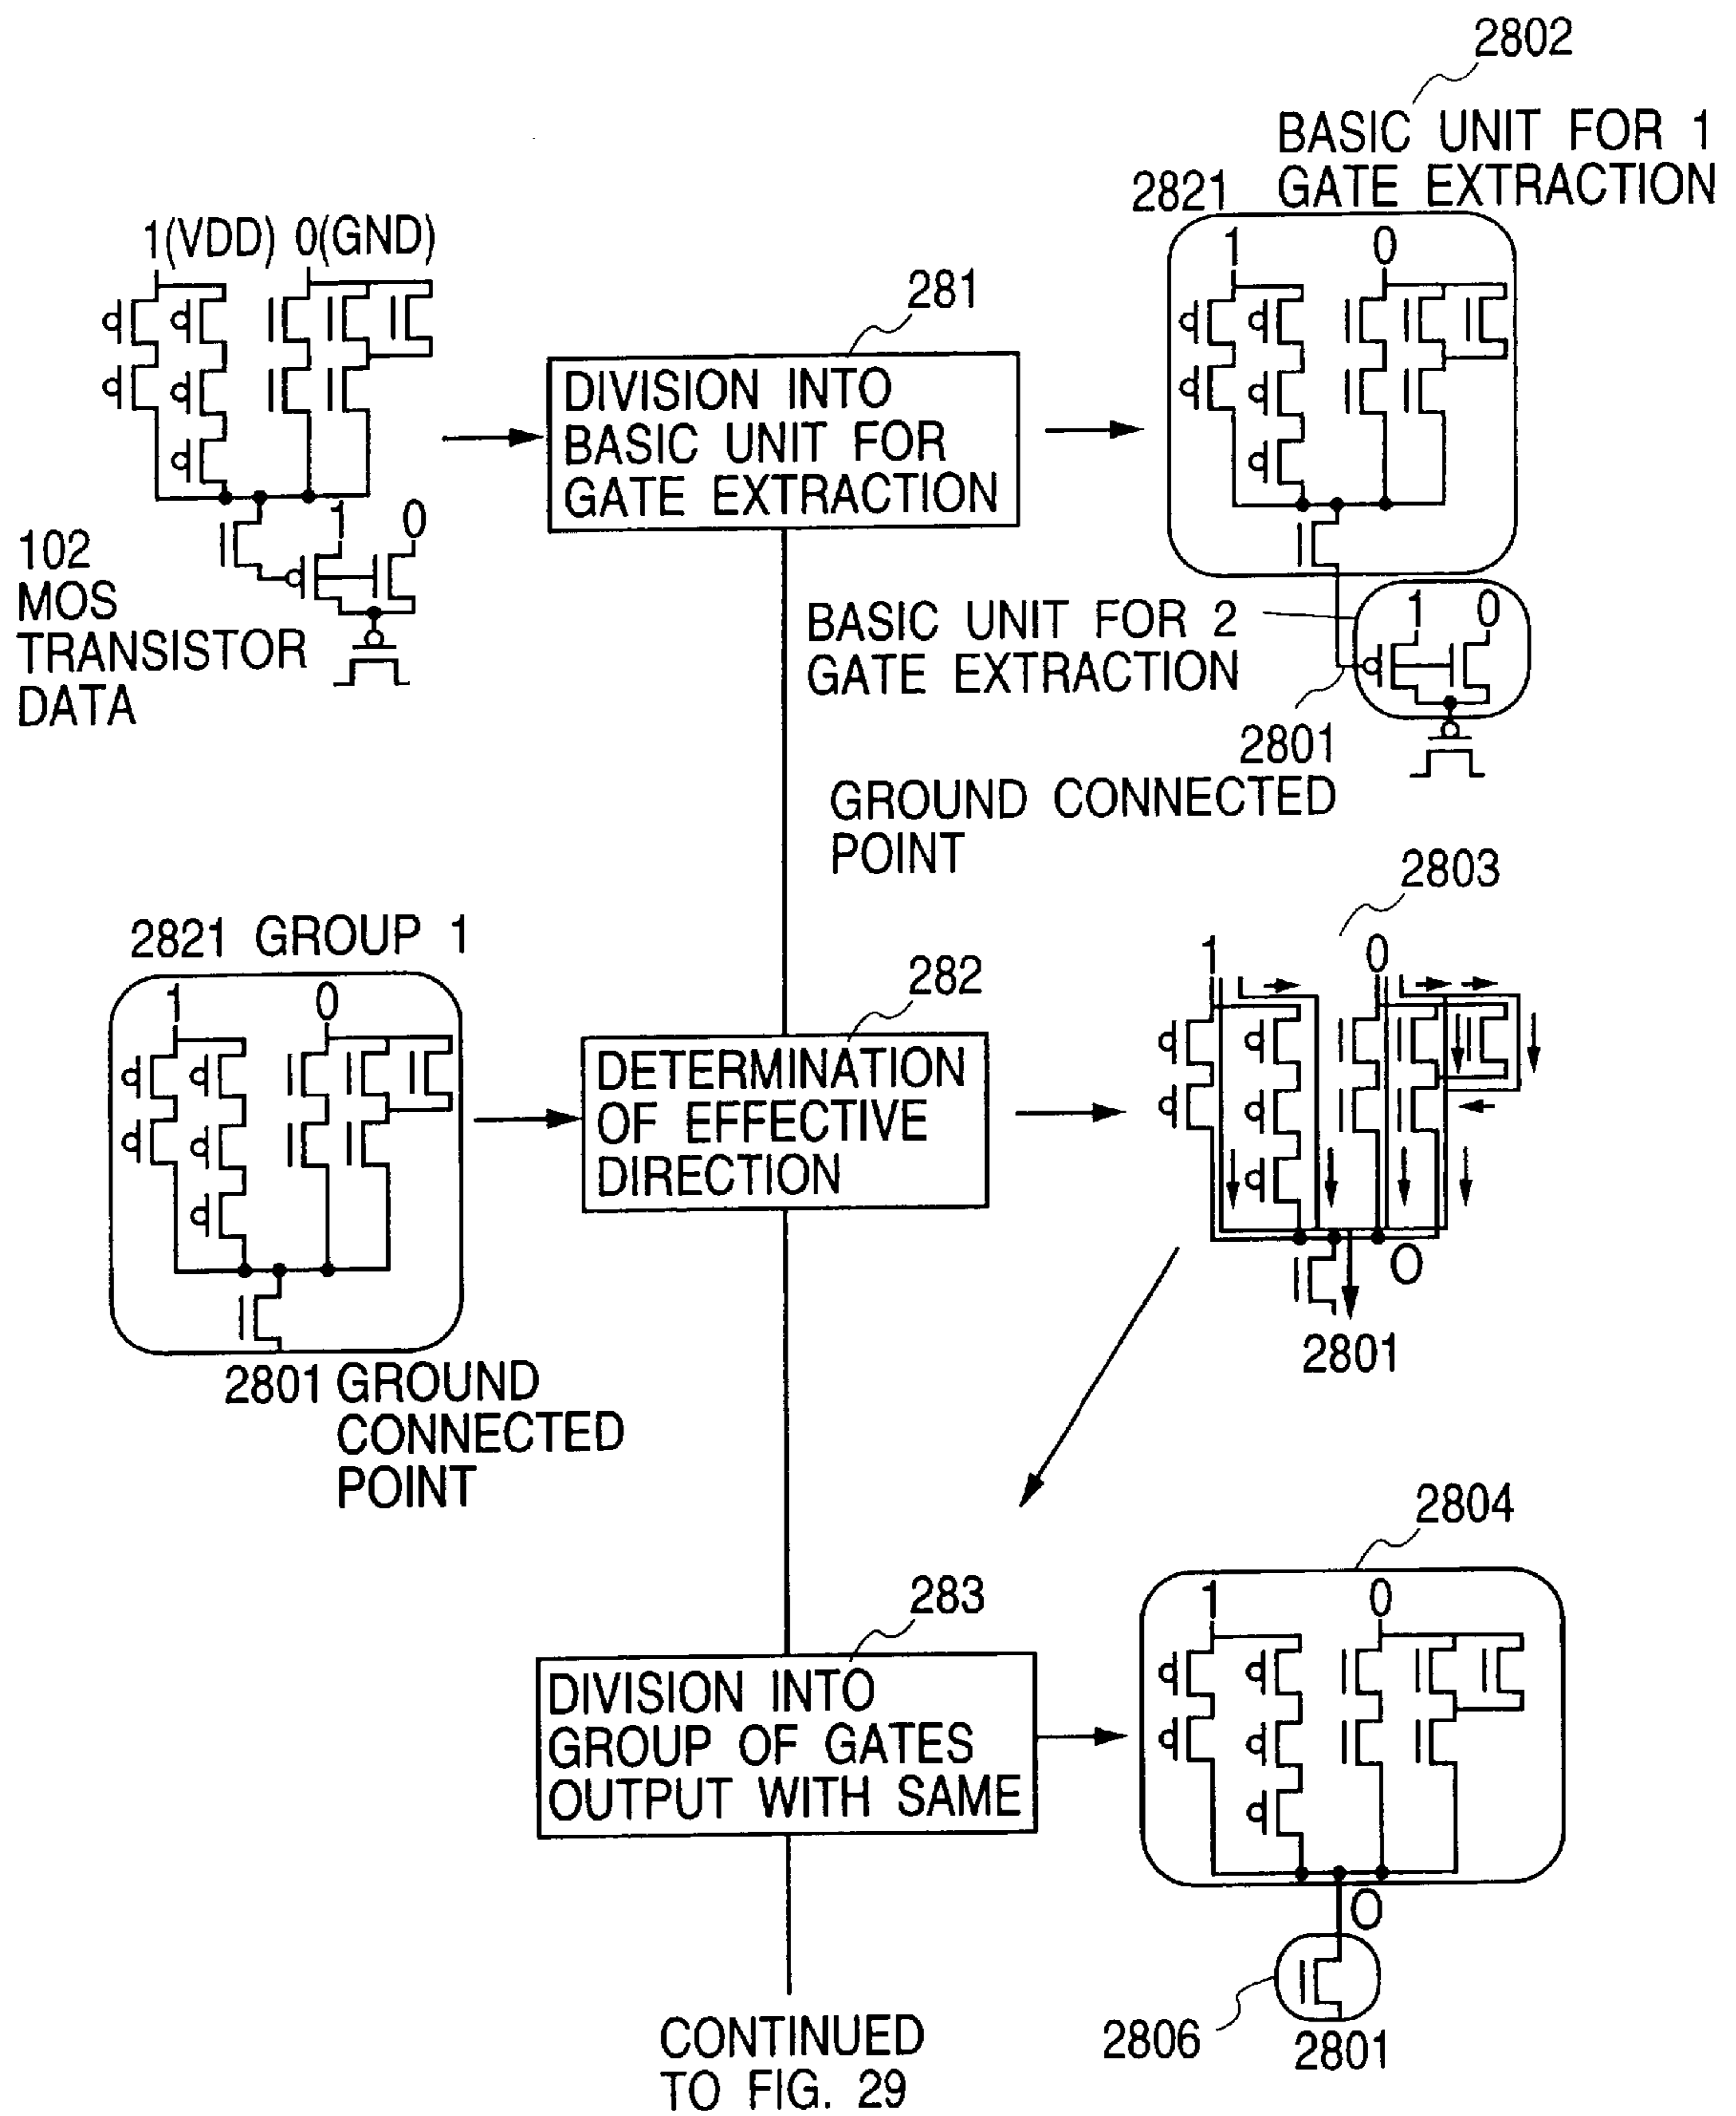 2802
BASIC UNIT FOR 1
GATE EXTRACTION
2821
1 0
1(VDD) 0(GND)
281
DIVISION INTO
BASIC UNIT FOR
GATE EXTRACTION
1 0
102
MOS
TRANSISTOR
DATA
BASIC UNIT FOR 2
GATE EXTRACTION
1 0
2801
GROUND CONNECTED
POINT
2803
2821 GROUP 1
1 0
282
DETERMINATION
OF EFFECTIVE
DIRECTION
1 0
O
2801
2801 GROUND
CONNECTED
POINT
2804
283
DIVISION INTO
GROUP OF GATES
OUTPUT WITH SAME
1 0
O
2806
2801
CONTINUED
TO FIG. 29